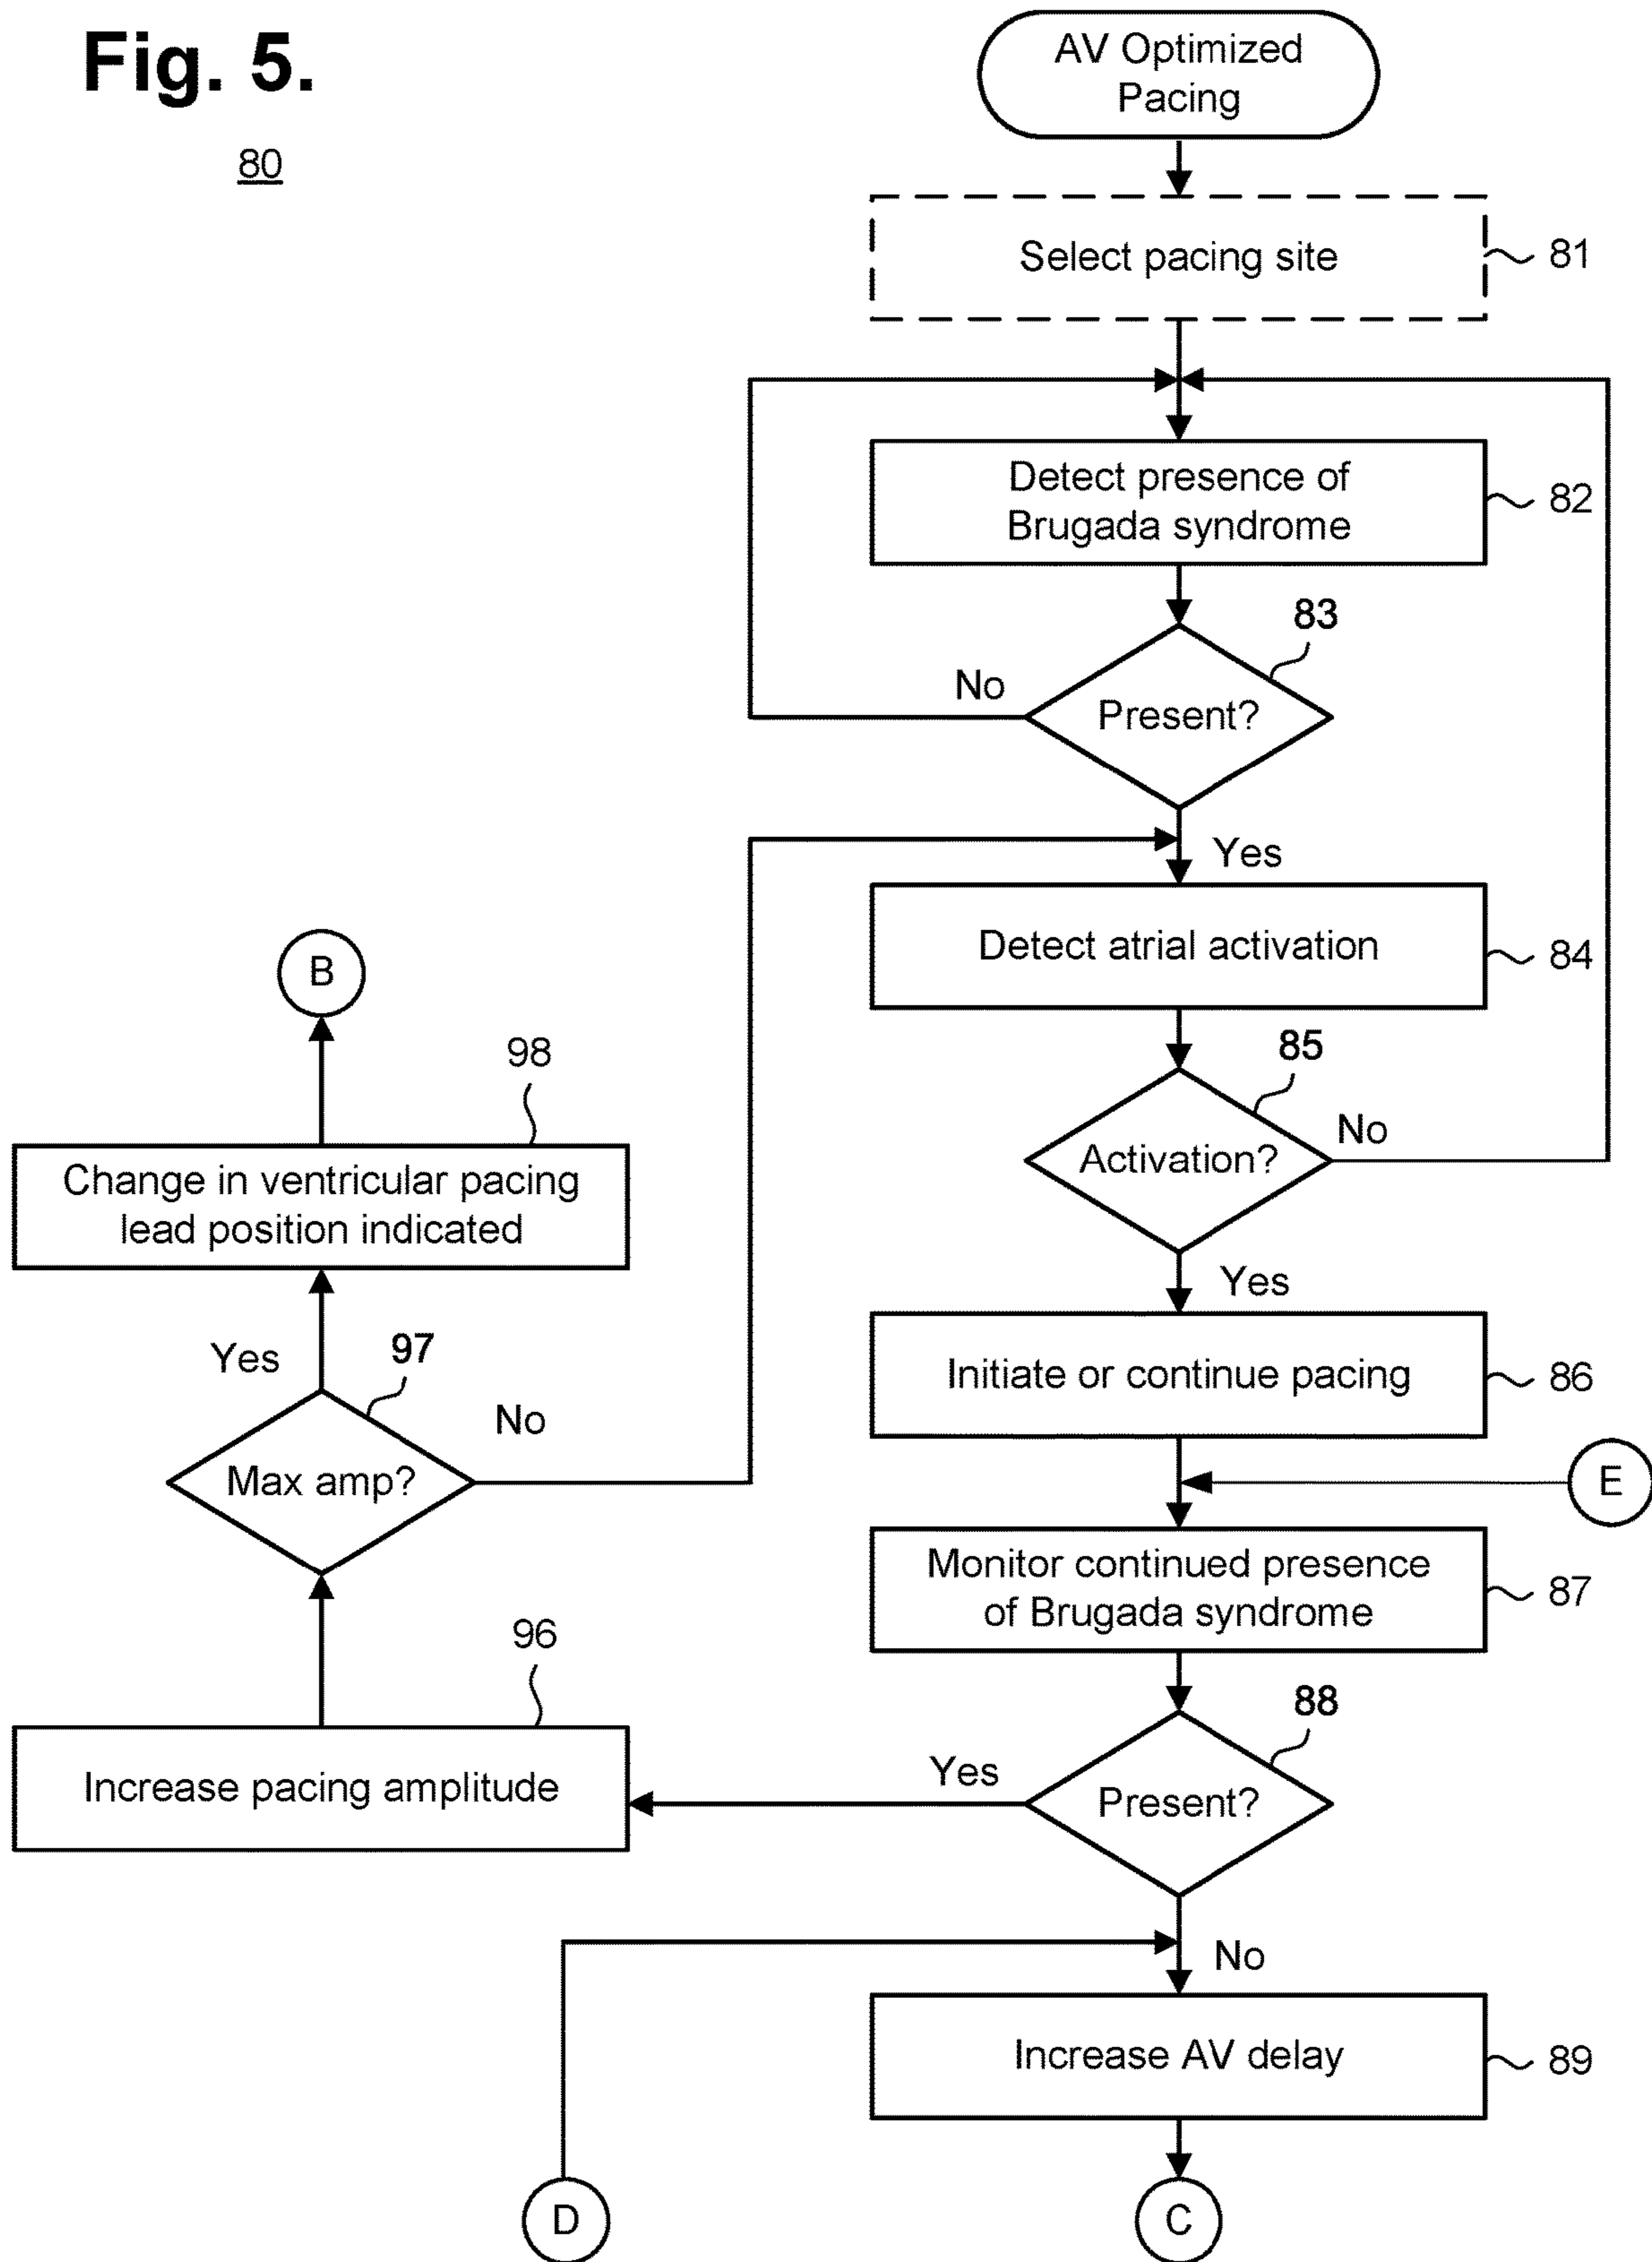 Fig. 5.
80
AV Optimized
Pacing
Select pacing site
81
Detect presence of
Brugada syndrome
82
83
Present?
No
Yes
Detect atrial activation
84
85
Activation?
No
Yes
Initiate or continue pacing
86
E
Monitor continued presence
of Brugada syndrome
87
88
Present?
Yes
No
Increase AV delay
89
C
D
96
Increase pacing amplitude
97
Max amp?
No
Yes
98
Change in ventricular pacing
lead position indicated
B